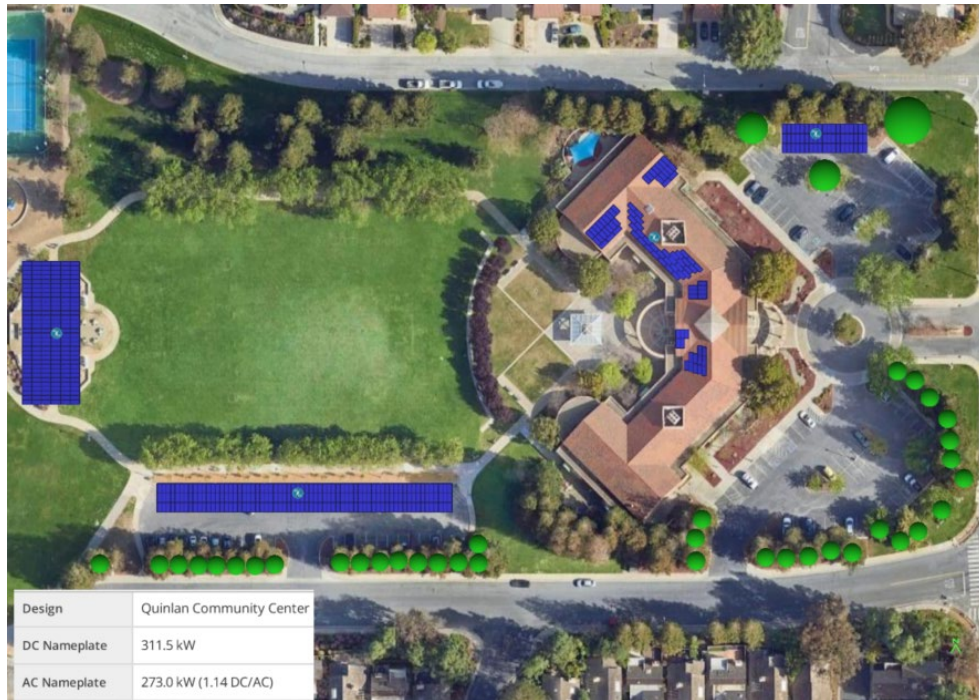 Design Quinlan Community Center
DC Nameplate 311.5 kW
AC Nameplate 273.0 kW (1.14 DC/AC)